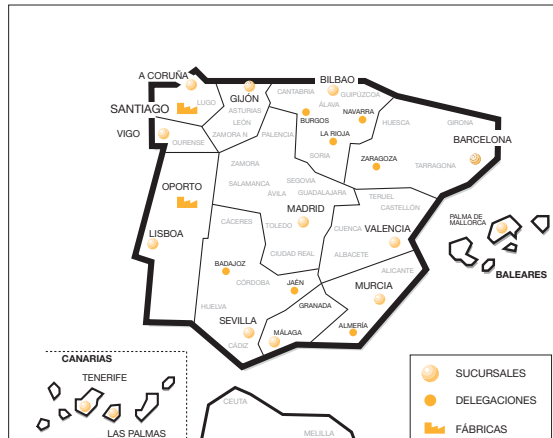 A CORUÑA
LUGO
SANTIAGO
VIGO
OURENSE
GIJÓN
ASTURIAS
LEÓN
ZAMORA N
PALENCIA
CANTABRIA
BILBAO
GUIPÚZCOA
ÁLAVA
BURGOS
NAVARRA
LA RIOJA
SORIA
HUESCA
GIRONA
BARCELONA
ZARAGOZA
TARRAGONA
ZAMORA
SALAMANCA
SEGOVIA
ÁVILA
GUADALAJARA
OPORTO
LISBOA
CÁCERES
TOLEDO
MADRID
CUENCA
TERUEL
CASTELLÓN
VALENCIA
PALMA DE
MALLORCA
BALEARES
CIUDAD REAL
ALBACETE
ALICANTE
BADAJOZ
CÓRDOBA
JAÉN
GRANADA
MURCIA
HUELVA
SEVILLA
CÁDIZ
MÁLAGA
ALMERÍA
CANARIAS
TENERIFE
LAS PALMAS
CEUTA
MELILLA
SUCURSALES
DELEGACIONES
FÁBRICAS